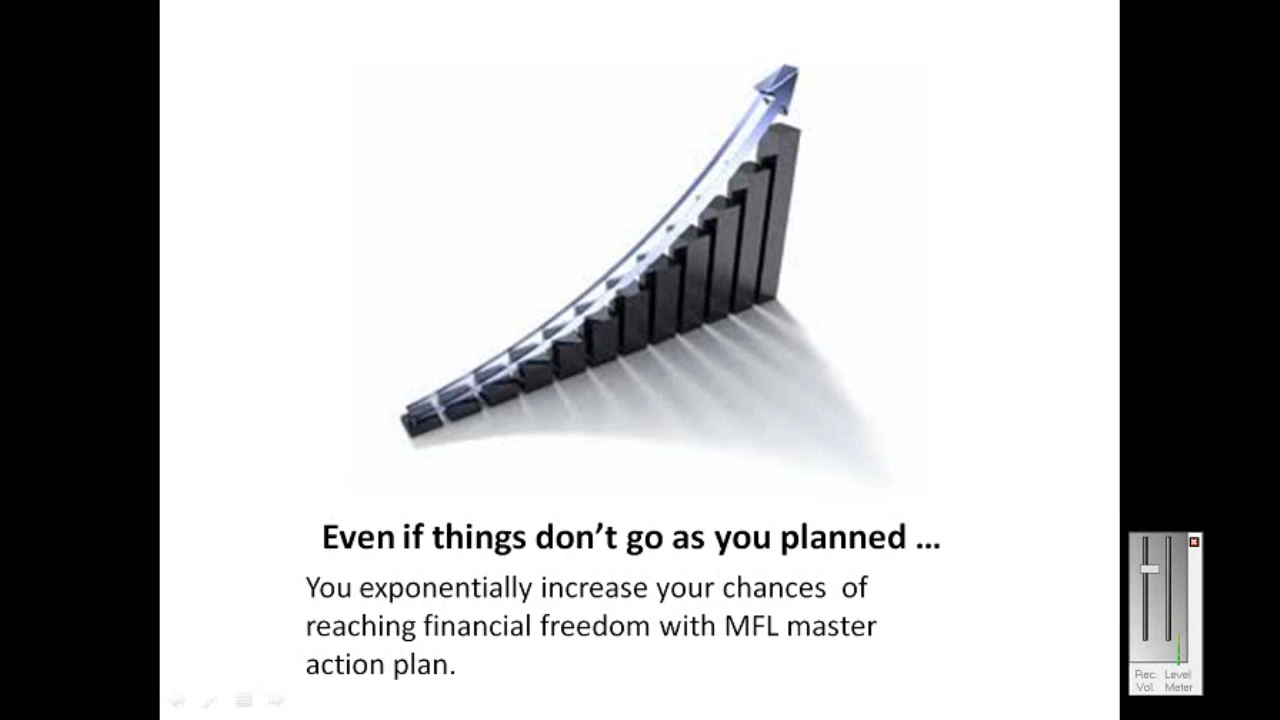 Even if things don’t go as you planned ...
You exponentially increase your chances  of
reaching financial freedom with MFL master
action plan.
Rec. Level
Vol. Meter